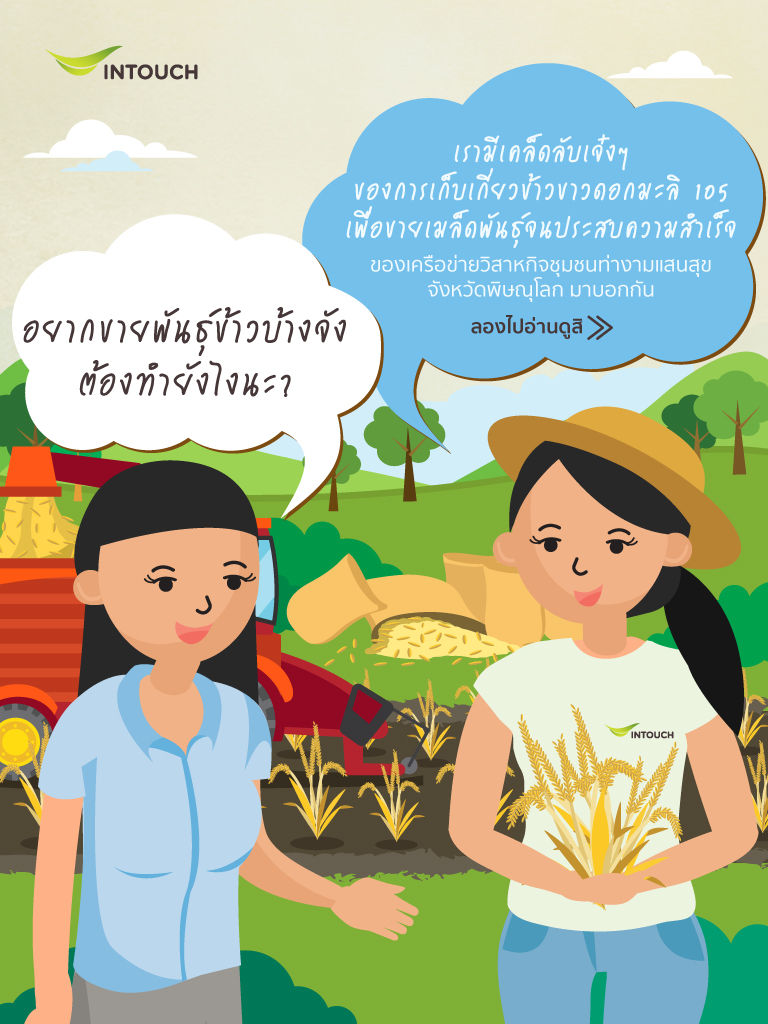 INTOUCH
เรามีเคล็ดลับเจ๋งๆ
ของการเก็บเกี่ยวข้าวขาวดอกมะลิ 105
เพื่อขายเมล็ดพันธุ์จนประสบความสำเร็จ
ของเครือข่ายวิสาหกิจชุมชนท่างามแสนสุข
จังหวัดพิษณุโลก มาบอกกัน
ลองไปอ่านดูสิ
อยากขายพันธุ์ข้าวบ้างจัง
ต้องทำยังไงนะ?
INTOUCH